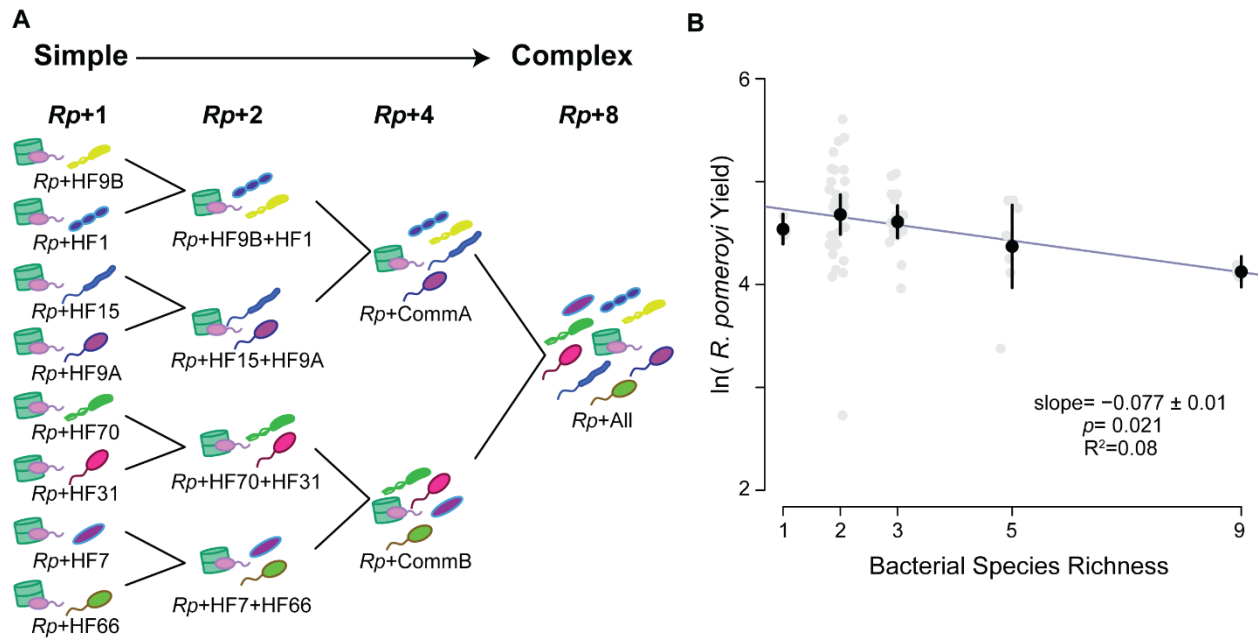 A
Simple
Complex
Rp+1
Rp+2
Rp+4
Rp+8
Rp+HF9B
Rp+HF1
Rp+HF15
Rp+HF9A
Rp+HF70
Rp+HF31
Rp+HF7
Rp+HF66
Rp+HF9B+HF1
Rp+HF15+HF9A
Rp+HF70+HF31
Rp+HF7+HF66
Rp+CommA
Rp+CommB
Rp+All
B
ln( R. pomeroyi Yield)
6
4
2
slope= −0.077 ± 0.01
p= 0.021
R²=0.08
1
2
3
5
9
Bacterial Species Richness